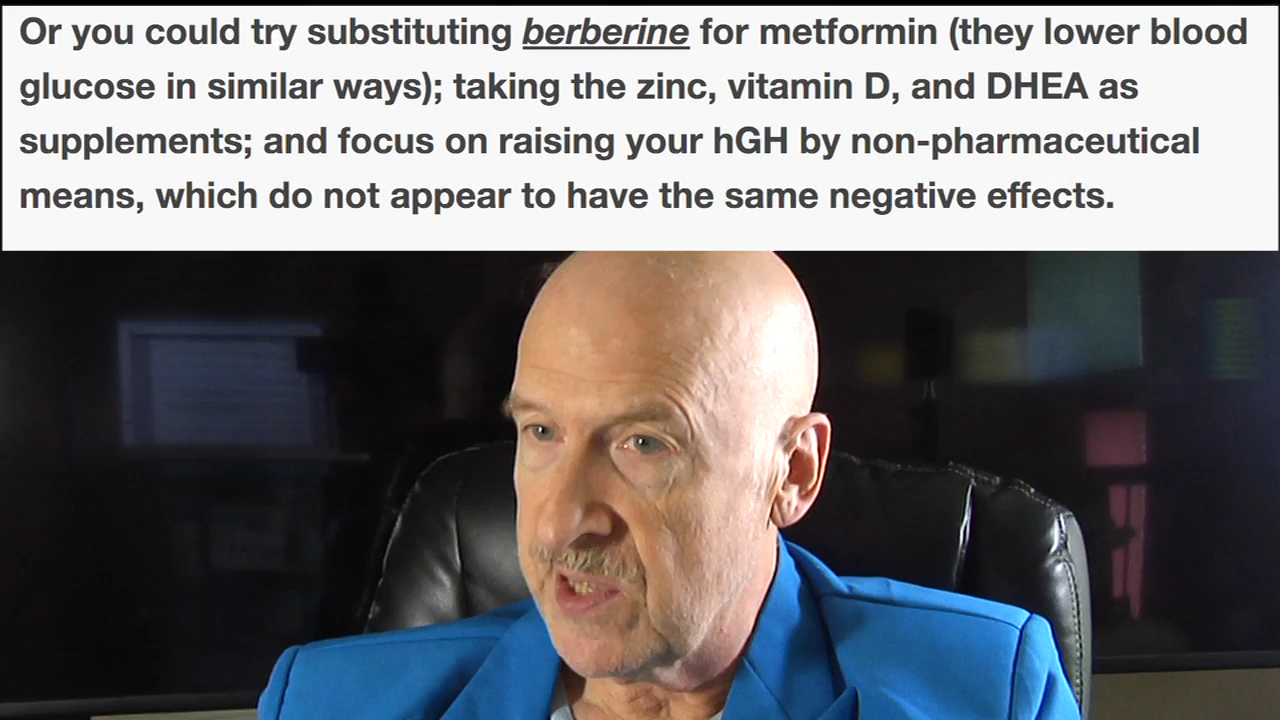 Or you could try substituting berberine for metformin (they lower blood
glucose in similar ways); taking the zinc, vitamin D, and DHEA as
supplements; and focus on raising your hGH by non-pharmaceutical
means, which do not appear to have the same negative effects.